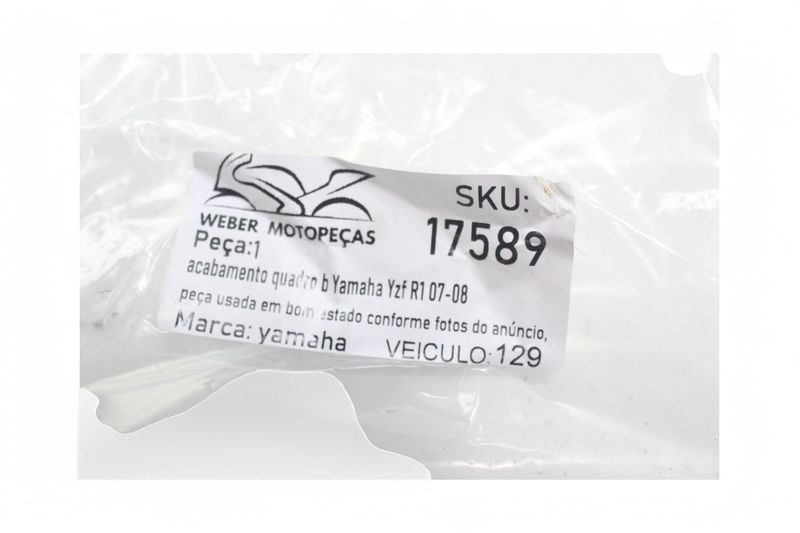 WEBER MOTOPEÇAS
SKU:
17589
Peça:1
acabamento quadro b Yamaha Yzf R1 07-08
peça usada em bom estado conforme fotos do anúncio,
Marca: yamaha
VEICULO: 129